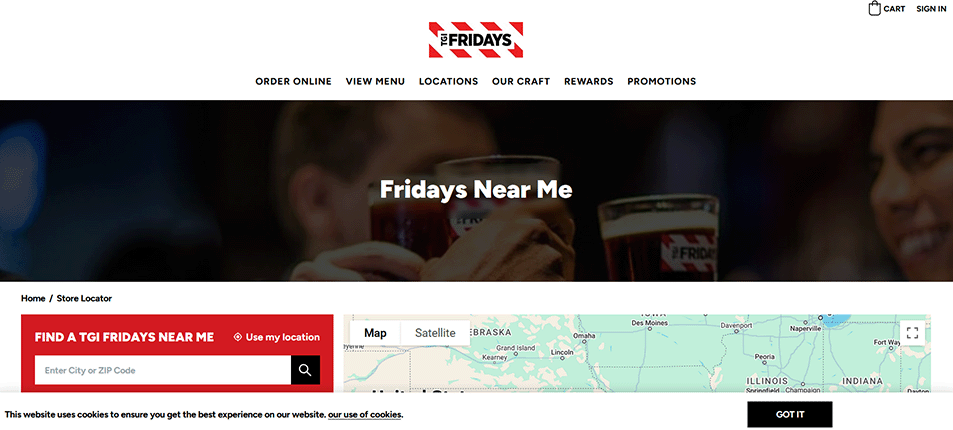 CART SIGN IN
TGI FRIDAYS
ORDER ONLINE VIEW MENU LOCATIONS OUR CRAFT REWARDS PROMOTIONS
Fridays Near Me
Home / Store Locator
FIND A TGI FRIDAYS NEAR ME Use my location
Enter City or ZIP Code
Map Satellite
IOWA
Des Moines
Davenport
Naperville
Omaha
EBRASKA
Grand Island
Lincoln
Kearney
Fort Way
Peoria
ILLINOIS
INDIANA
Springfield
Champaign
This website uses cookies to ensure you get the best experience on our website, our use of cookies.
GOT IT